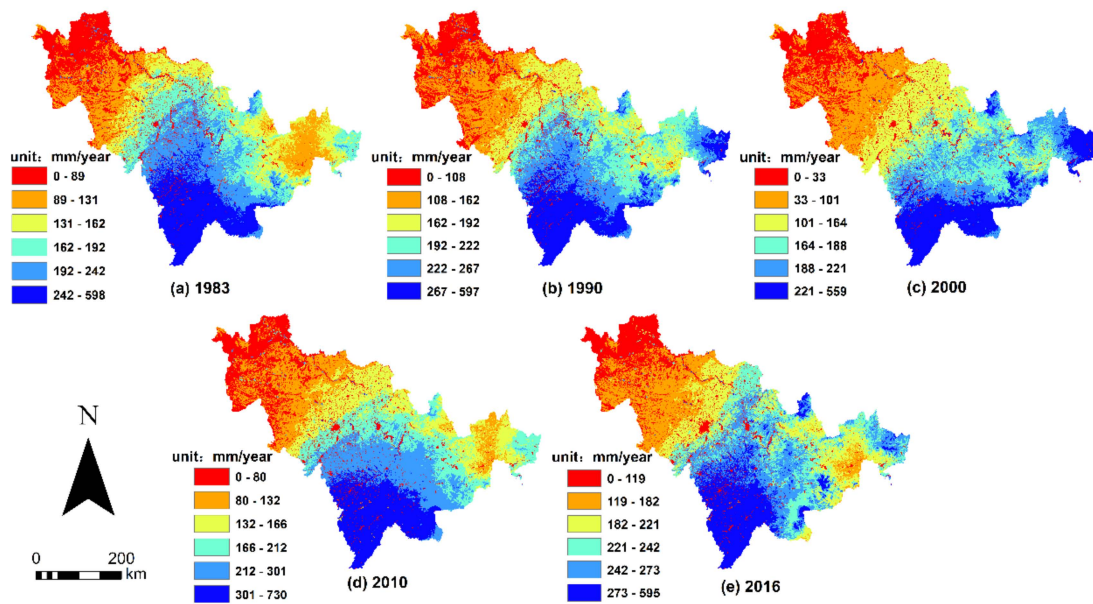 unit: mm/year
0 - 89
89 - 131
131 - 162
162 - 192
192 - 242
242 - 598
(a) 1983
unit: mm/year
0 - 108
108 - 162
162 - 192
192 - 222
222 - 267
267 - 597
(b) 1990
unit: mm/year
0 - 33
33 - 101
101 - 164
164 - 188
188 - 221
221 - 559
(c) 2000
N
0 200
km
unit: mm/year
0 - 80
80 - 132
132 - 166
166 - 212
212 - 301
301 - 730
(d) 2010
unit: mm/year
0 - 119
119 - 182
182 - 221
221 - 242
242 - 273
273 - 595
(e) 2016